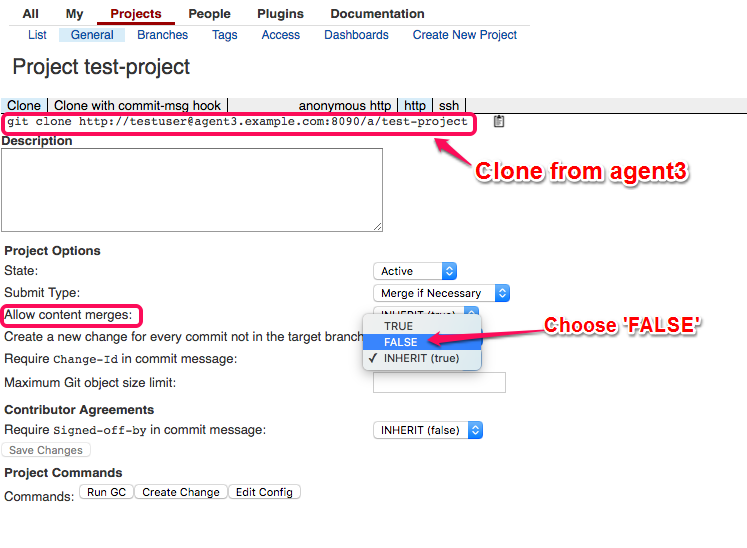 All My Projects People Plugins Documentation
List General Branches Tags Access Dashboards Create New Project
Project test-project
Clone Clone with commit-msg hook anonymous http http ssh
git clone http://testuser@agent3.example.com:8090/a/test-project
Clone from agent3
Description
Project Options
State: Active
Submit Type: Merge if Necessary
Allow content merges: INHERIT (true)
TRUE
Choose 'FALSE'
Create a new change for every commit not in the target branch
FALSE
Require Change-Id in commit message: ✓ INHERIT (true)
Maximum Git object size limit:
Contributor Agreements
Require Signed-off-by in commit message: INHERIT (false)
Save Changes
Project Commands
Commands: Run GC Create Change Edit Config